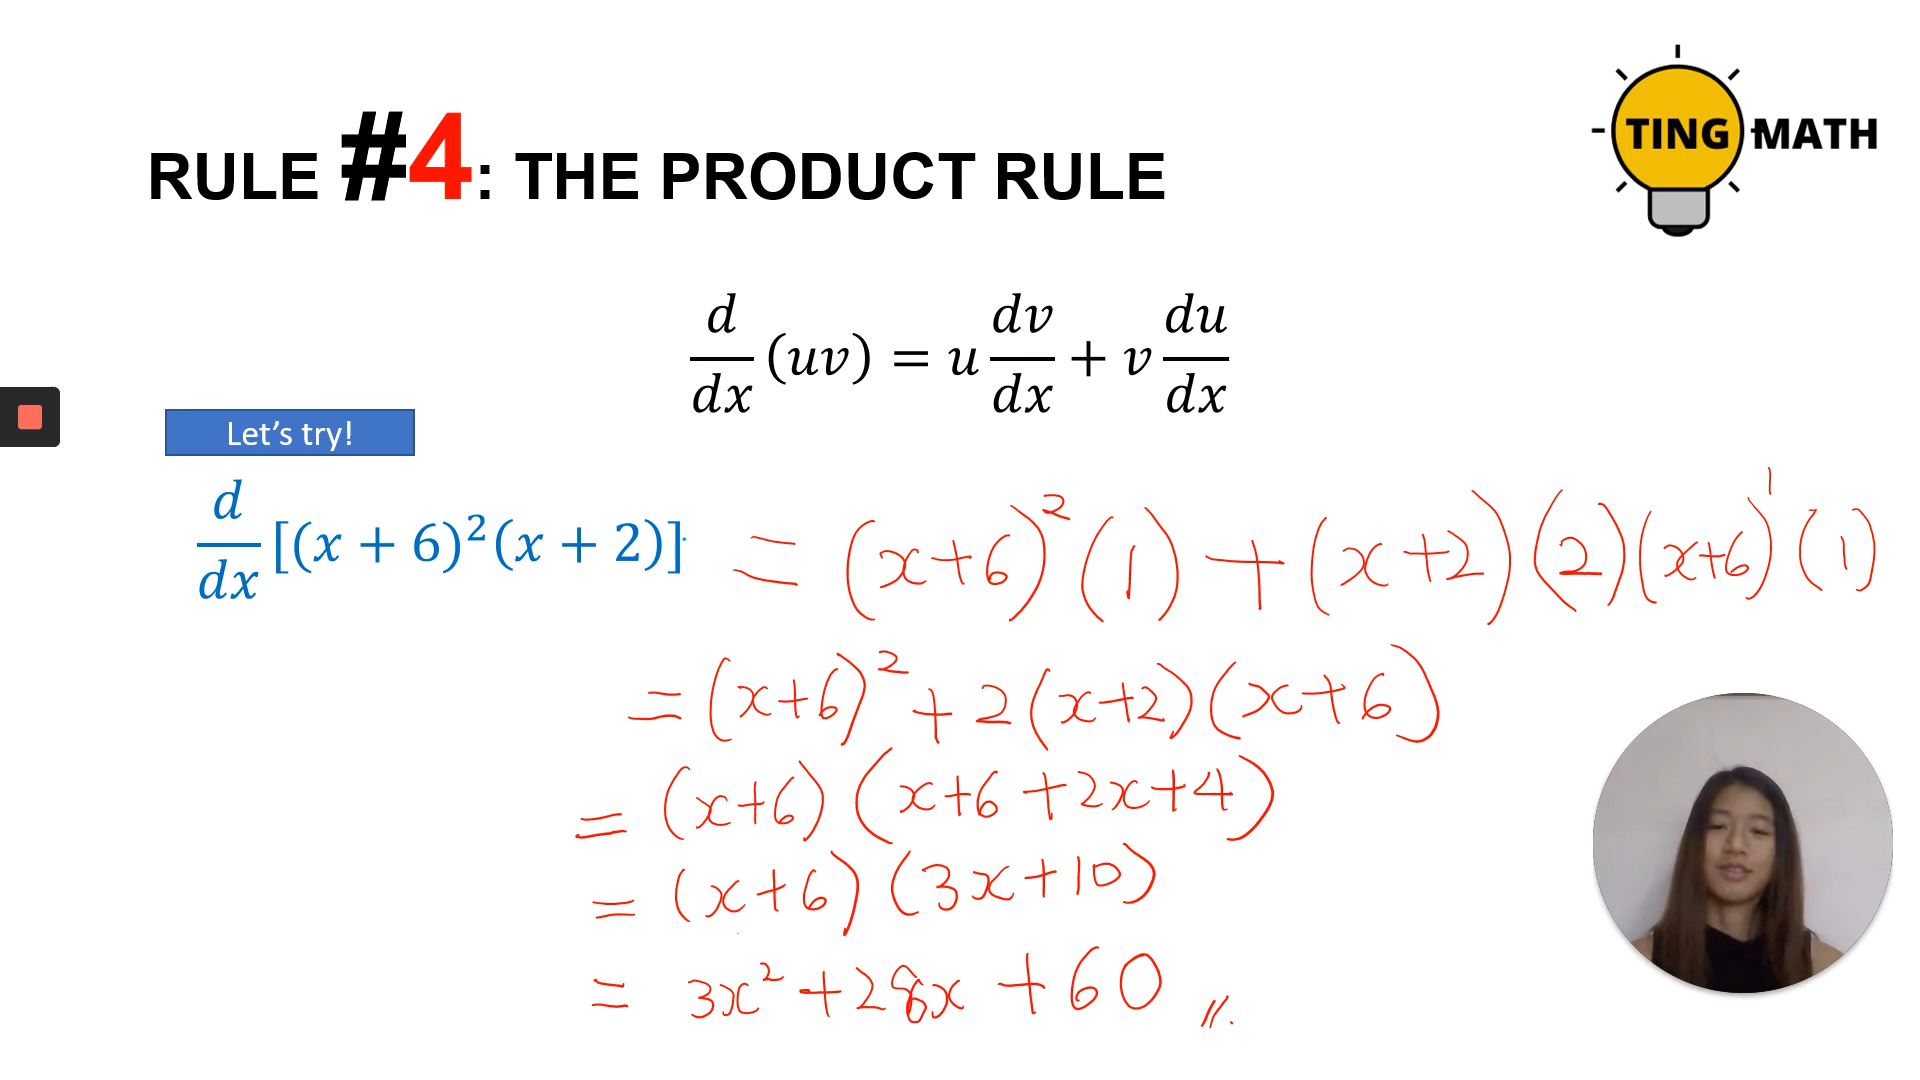 TING MATH
RULE #4: THE PRODUCT RULE
d/dx (uv) = u dv/dx + v du/dx
Let's try!
d/dx [(x + 6)²(x + 2)] = (x+6)²(1) + (x+2)(2)(x+6)¹(1)
= (x+6)² + 2(x+2)(x+6)
= (x+6)(x+6+2x+4)
= (x+6)(3x+10)
= 3x² + 28x + 60 //.